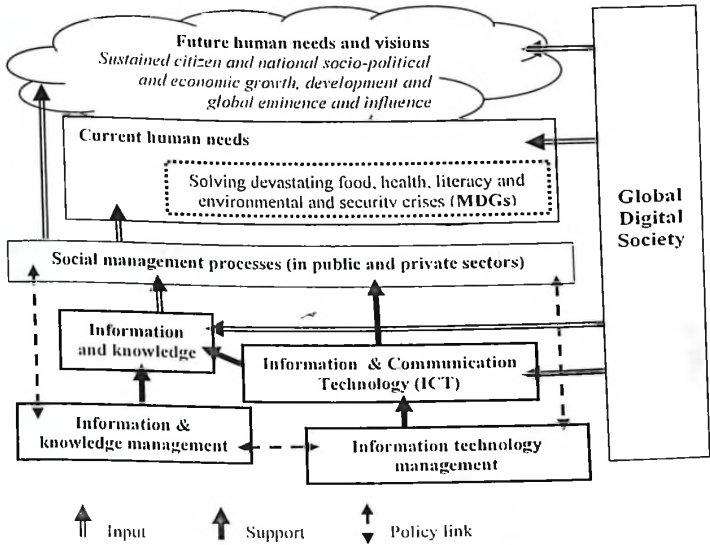 Future human needs and visions
Sustained citizen and national socio-political
and economic growth, development and
global eminence and influence
Current human needs
Solving devastating food, health, literacy and
environmental and security crises (MDGs)
Global
Digital
Society
Social management processes (in public and private sectors)
Information
and knowledge
Information & Communication
Technology (ICT)
Information &
knowledge management
Information technology
management
Input
Support
Policy link